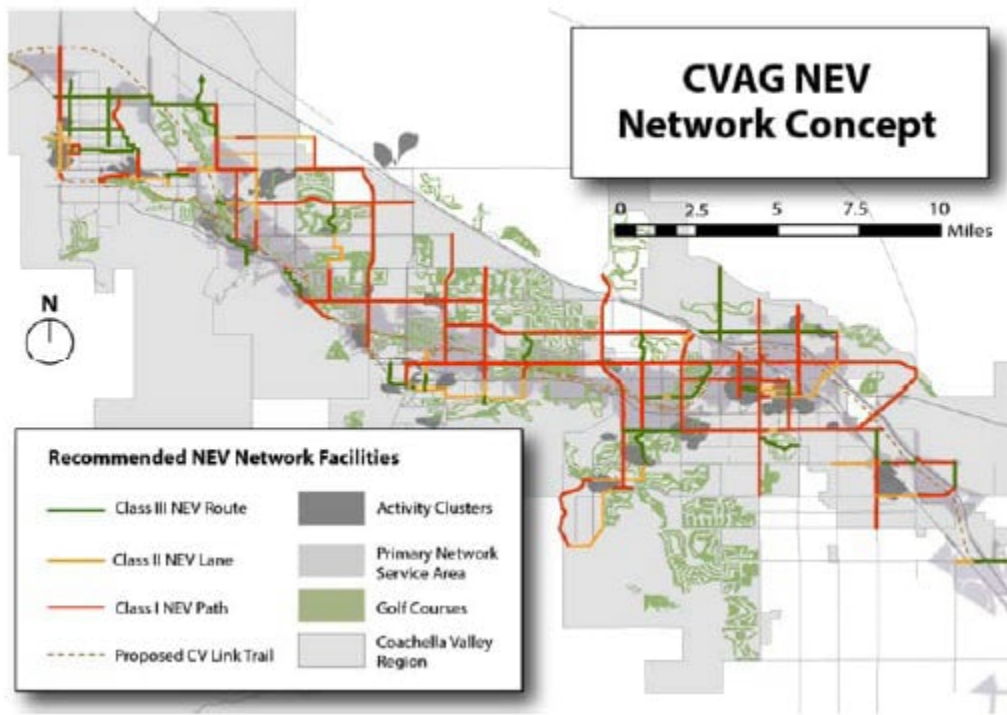 CVAG NEV
Network Concept
0 2.5 5 7.5 10
Miles
N
Recommended NEV Network Facilities
Class III NEV Route
Class II NEV Lane
Class I NEV Path
Proposed CV Link Trail
Activity Clusters
Primary Network
Service Area
Golf Courses
Coachella Valley
Region